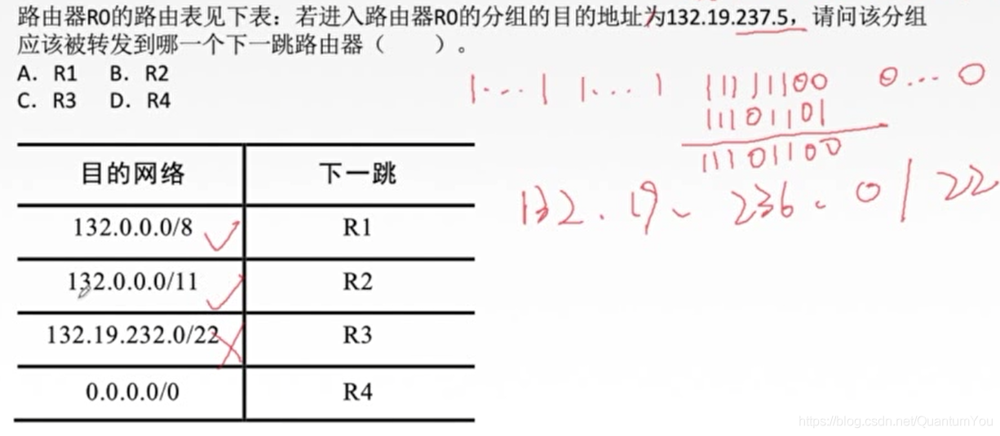 路由器R0的路由表见下表：若进入路由器R0的分组的目的地址为132.19.237.5，请问该分组
应该被转发到哪一个下一跳路由器（ ）。
A. R1 B. R2
C. R3 D. R4
1...1 1...1 11111100 0...0
11101101
11101100
132.19.236.0/22
目的网络 下一跳
132.0.0.0/8 R1
132.0.0.0/11 R2
132.19.232.0/22 R3
0.0.0.0/0 R4
https://blog.csdn.net/QuantumYou